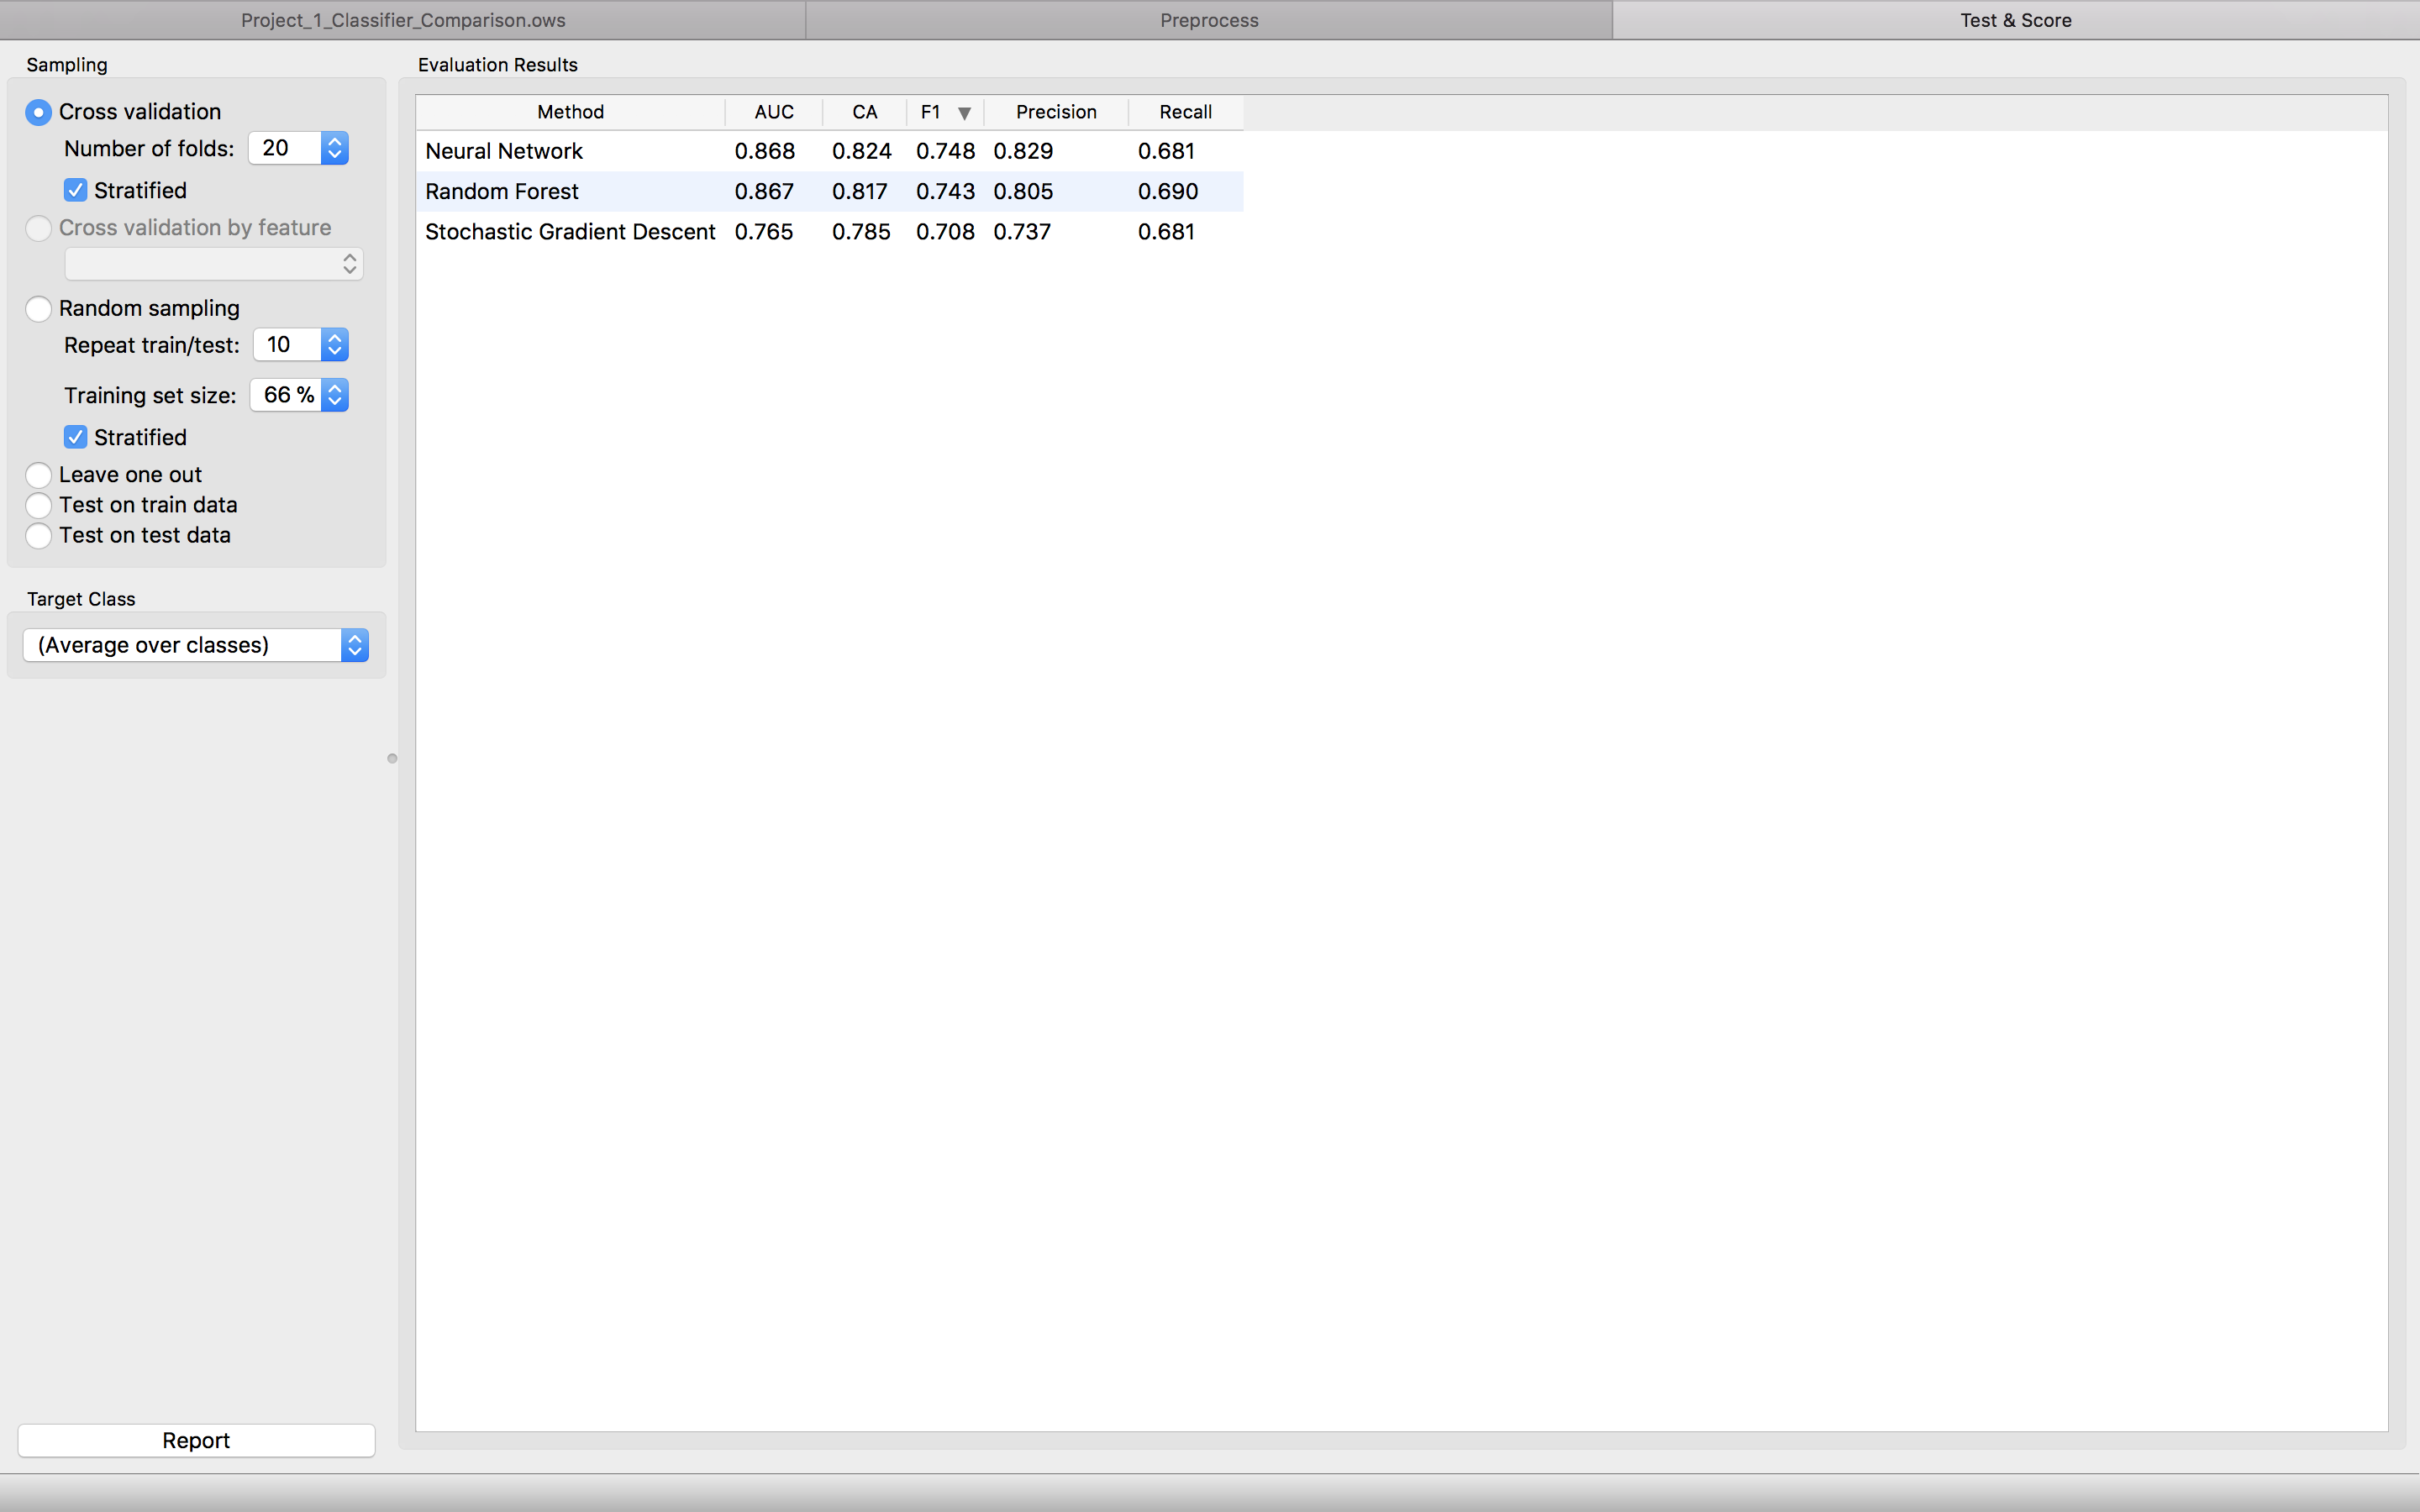 Project_1_Classifier_Comparison.ows Preprocess Test & Score
Sampling
Cross validation
Number of folds: 20
Stratified
Cross validation by feature
Random sampling
Repeat train/test: 10
Training set size: 66 %
Stratified
Leave one out
Test on train data
Test on test data
Target Class
(Average over classes)
Report
Evaluation Results
Method AUC CA F1 Precision Recall
Neural Network 0.868 0.824 0.748 0.829 0.681
Random Forest 0.867 0.817 0.743 0.805 0.690
Stochastic Gradient Descent 0.765 0.785 0.708 0.737 0.681